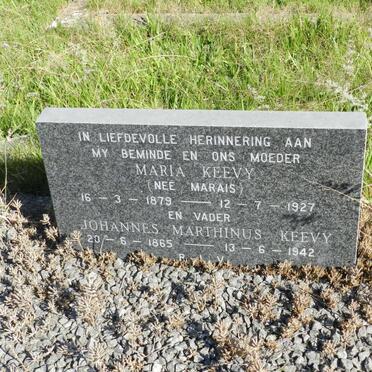 IN LIEFDEVOLLE HERINNERING AAN
MY BEMINDE EN ONS MOEDER
MARIA KEEVY
(NEE MARAIS)
16 - 3 - 1879 — 12 - 7 - 1927
EN VADER
JOHANNES MARTHINUS KEEVY
20 - 6 - 1865 — 13 - 6 - 1942